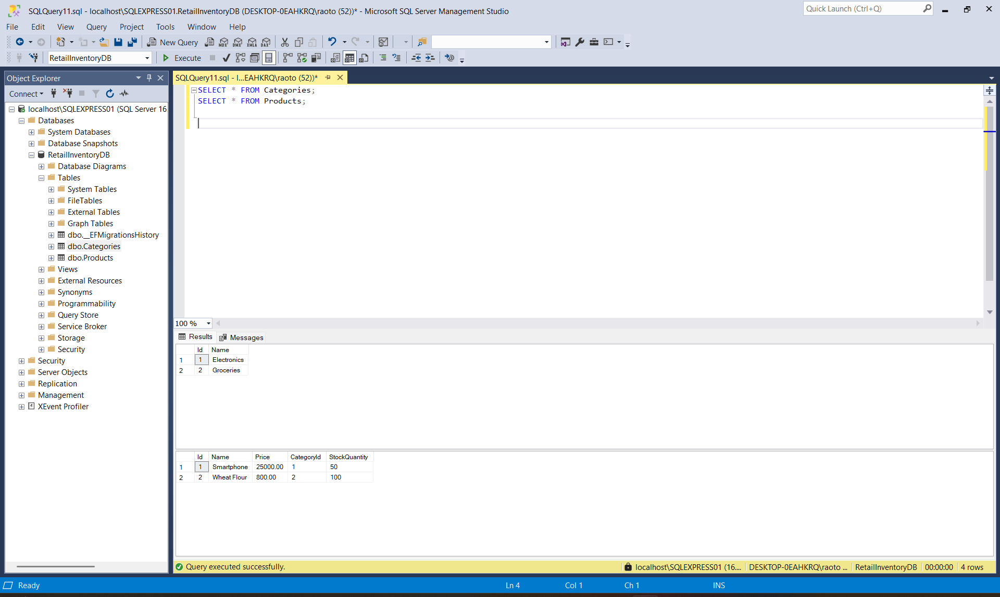 SQLQuery11.sql - localhost\SQLEXPRESS01.RetailInventoryDB (DESKTOP-0EAHKRQ\raoto (52))* - Microsoft SQL Server Management Studio
Quick Launch (Ctrl+Q)
File Edit View Query Project Tools Window Help
New Query MDX DMX XMLA DAX
RetailInventoryDB Execute
Object Explorer
SQLQuery11.sql - l...EAHKRQ\raoto (52))*
Connect
localhost\SQLEXPRESS01 (SQL Server 16
Databases
System Databases
Database Snapshots
RetailInventoryDB
Database Diagrams
Tables
System Tables
FileTables
External Tables
Graph Tables
dbo.__EFMigrationsHistory
dbo.Categories
dbo.Products
Views
External Resources
Synonyms
Programmability
Query Store
Service Broker
Storage
Security
Security
Server Objects
Replication
Management
XEvent Profiler
SELECT * FROM Categories;
SELECT * FROM Products;
100 %
Results Messages
Id Name
1 1 Electronics
2 2 Groceries
Id Name Price CategoryId StockQuantity
1 1 Smartphone 25000.00 1 50
2 2 Wheat Flour 800.00 2 100
Query executed successfully. localhost\SQLEXPRESS01 (16.... DESKTOP-0EAHKRQ\raoto ... RetailInventoryDB 00:00:00 4 rows
Ready Ln 4 Col 1 Ch 1 INS